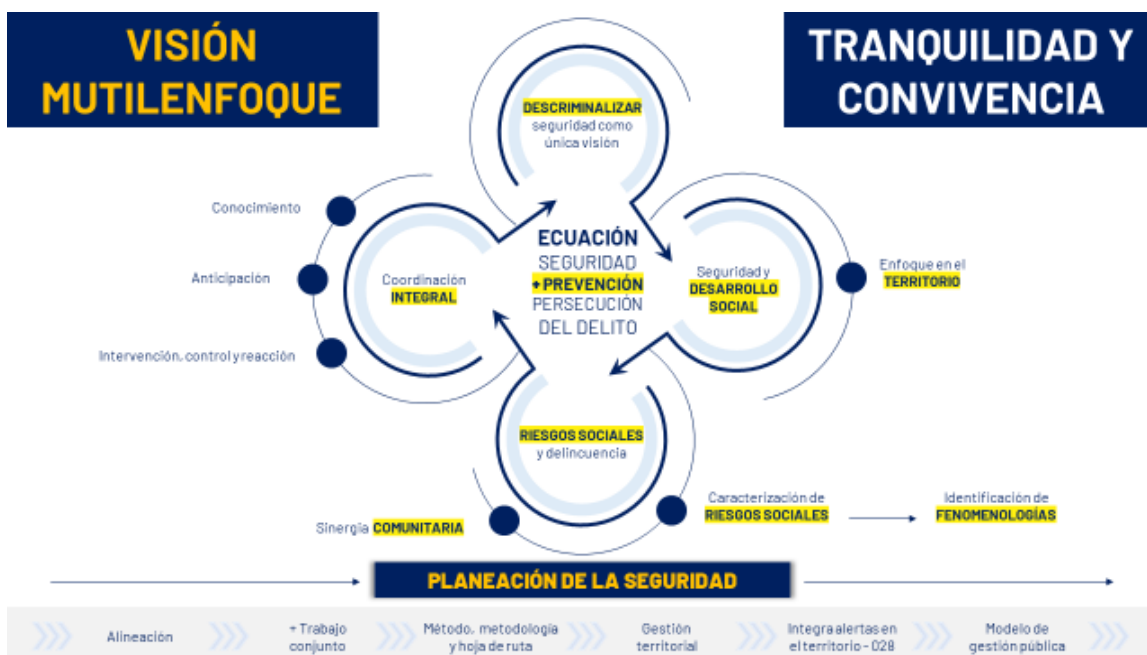 VISIÓN
MUTILENFOQUE
TRANQUILIDAD Y
CONVIVENCIA
DESCRIMINALIZAR
seguridad como
única visión
Conocimiento
Anticipación
Intervención, control y reacción
Coordinación
INTEGRAL
ECUACIÓN
SEGURIDAD
+ PREVENCIÓN
PERSECUCIÓN
DEL DELITO
Seguridad y
DESARROLLO
SOCIAL
Enfoque en el
TERRITORIO
RIESGOS SOCIALES
y delincuencia
Sinergia COMUNITARIA
Caracterización de
RIESGOS SOCIALES
Identificación de
FENOMENOLOGÍAS
PLANEACIÓN DE LA SEGURIDAD
Alineación
+ Trabajo
conjunto
Método, metodología
y hoja de ruta
Gestión
territorial
Integra alertas en
el territorio - 028
Modelo de
gestión pública